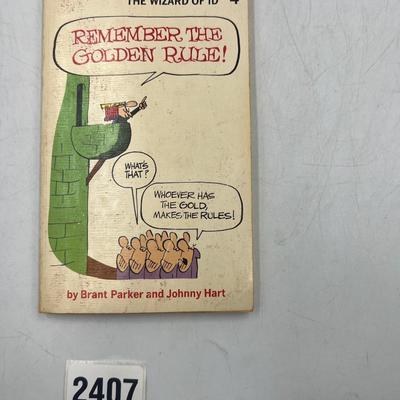 THE WIZARD OF ID 4
REMEMBER THE
GOLDEN RULE!
WHAT'S
THAT?
WHOEVER HAS
THE GOLD,
MAKES THE RULES!
by Brant Parker and Johnny Hart
2407